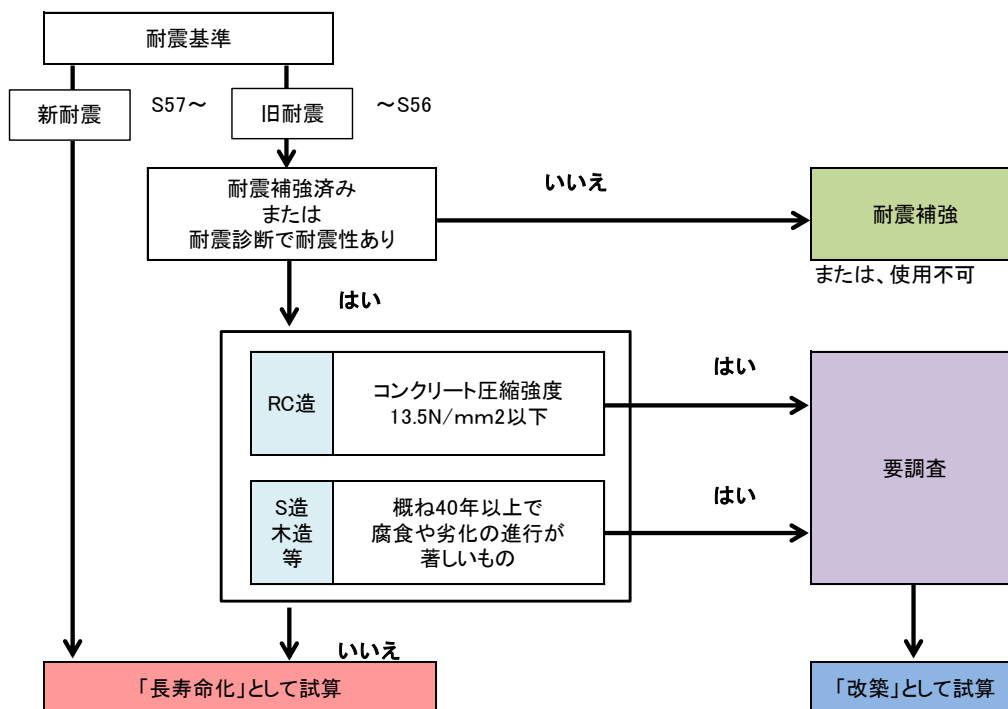 耐震基準
新耐震
S57～
旧耐震
～S56
耐震補強済み
または
耐震診断で耐震性あり
いいえ
耐震補強
または、使用不可
はい
RC造
コンクリート圧縮強度
13.5N/mm2以下
はい
要調査
S造
木造
等
概ね40年以上で
腐食や劣化の進行が
著しいもの
はい
いいえ
「長寿命化」として試算
「改築」として試算